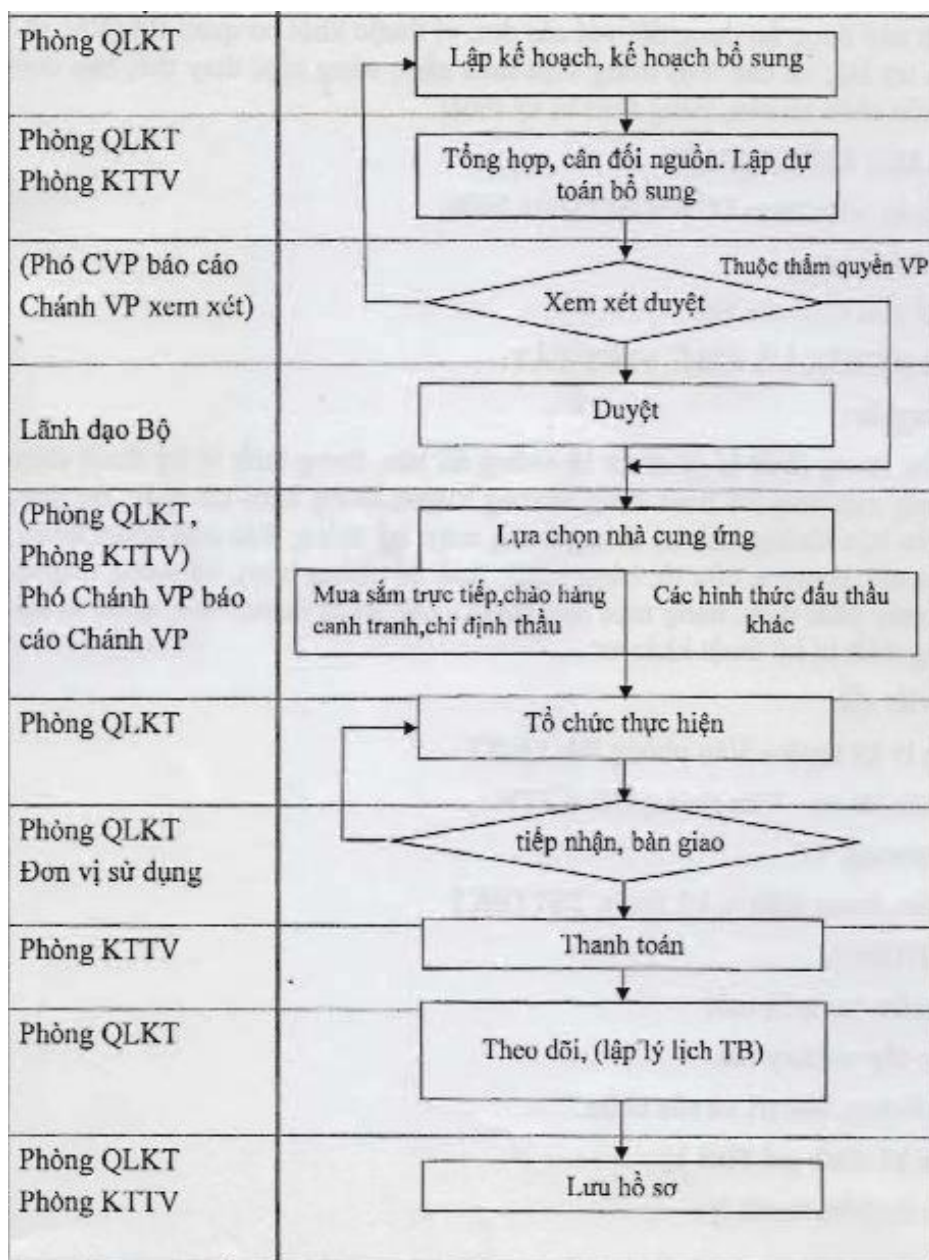 Phòng QLKT
Lập kế hoạch, kế hoạch bổ sung
Phòng QLKT
Phòng KTTV
Tổng hợp, cân đối nguồn. Lập dự
toán bổ sung
(Phó CVP báo cáo
Chánh VP xem xét)
Thuộc thẩm quyền VP
Xem xét duyệt
Lãnh đạo Bộ
Duyệt
(Phòng QLKT,
Phòng KTTV)
Phó Chánh VP báo
cáo Chánh VP
Lựa chọn nhà cung ứng
Mua sắm trực tiếp,chào hàng
canh tranh,chỉ định thầu
Các hình thức đấu thầu
khác
Phòng QLKT
Tổ chức thực hiện
Phòng QLKT
Đơn vị sử dụng
tiếp nhận, bàn giao
Phòng KTTV
Thanh toán
Phòng QLKT
Theo dõi, (lập lý lịch TB)
Phòng QLKT
Phòng KTTV
Lưu hồ sơ